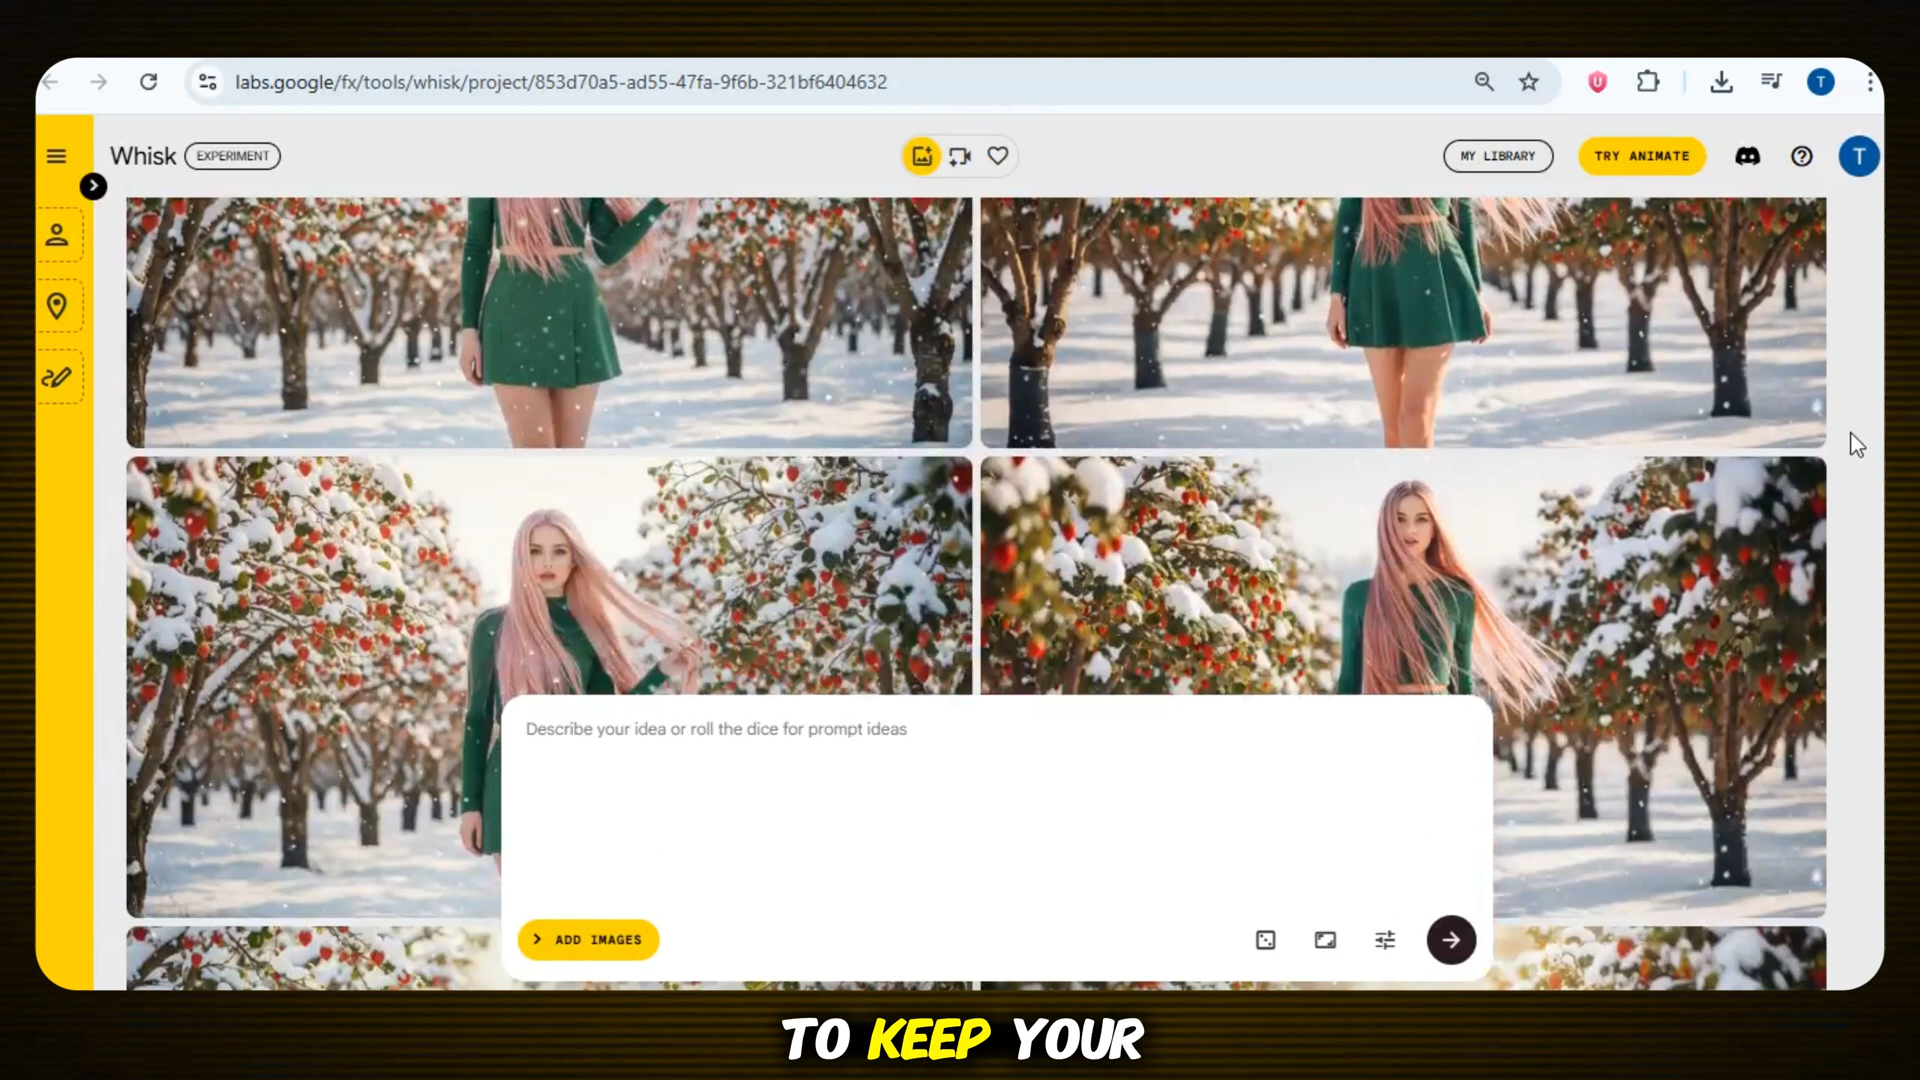 labs.google/fx/tools/whisk/project/853d70a5-ad55-47fa-9f6b-321bf6404632
T
Whisk EXPERIMENT
MY LIBRARY
TRY ANIMATE
T
Describe your idea or roll the dice for prompt ideas
ADD IMAGES
TO KEEP YOUR